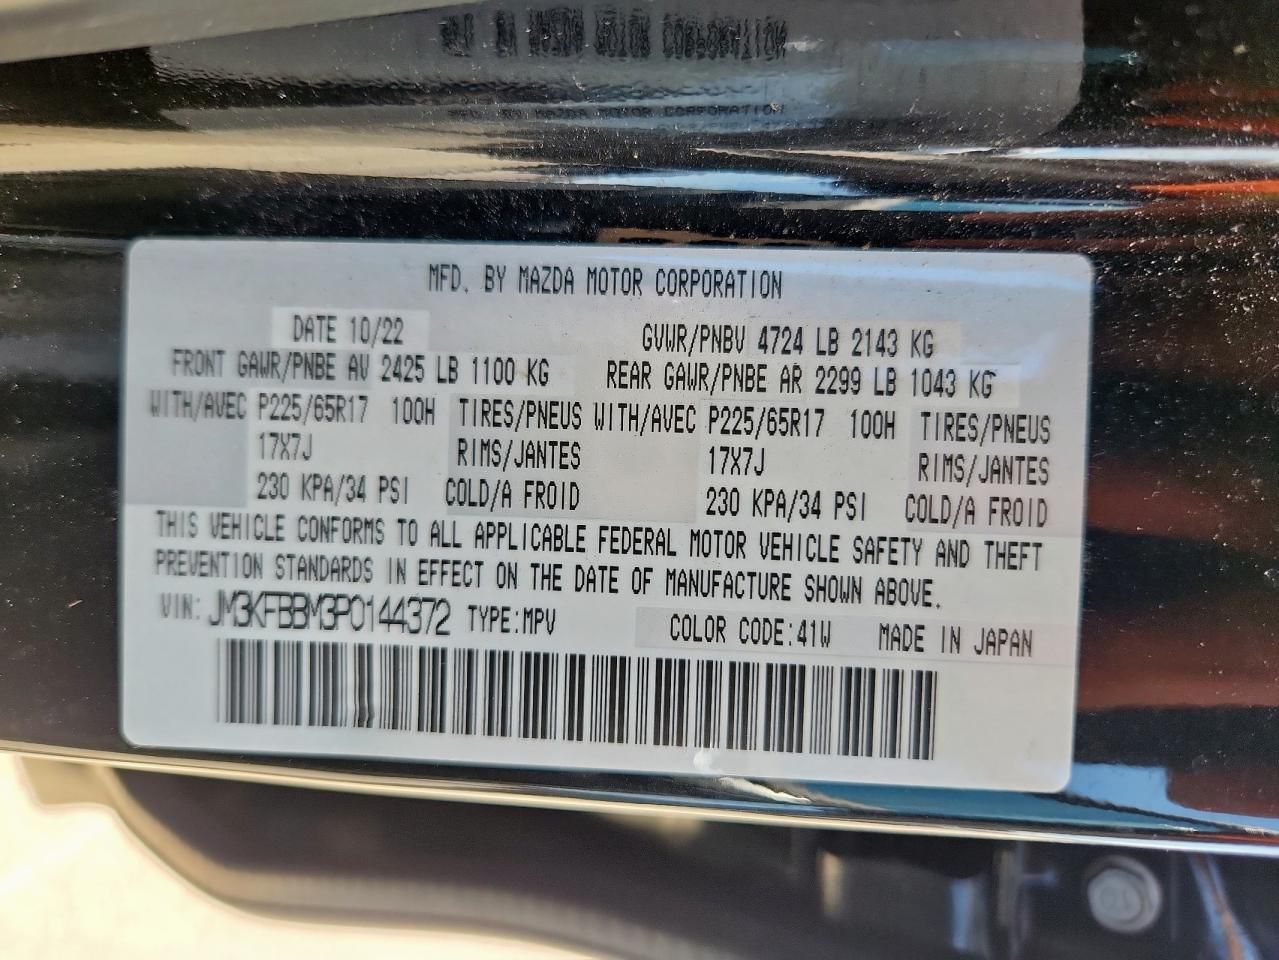 MFD. BY MAZDA MOTOR CORPORATION
DATE 10/22 GVWR/PNBV 4724 LB 2143 KG
FRONT GAWR/PNBE AV 2425 LB 1100 KG REAR GAWR/PNBE AR 2299 LB 1043 KG
WITH/AVEC P225/65R17 100H TIRES/PNEUS WITH/AVEC P225/65R17 100H TIRES/PNEUS
17X7J RIMS/JANTES 17X7J RIMS/JANTES
230 KPA/34 PSI COLD/A FROID 230 KPA/34 PSI COLD/A FROID
THIS VEHICLE CONFORMS TO ALL APPLICABLE FEDERAL MOTOR VEHICLE SAFETY AND THEFT
PREVENTION STANDARDS IN EFFECT ON THE DATE OF MANUFACTURE SHOWN ABOVE.
VIN: JM3KFBBM3P0144372 TYPE:MPV COLOR CODE:41W MADE IN JAPAN